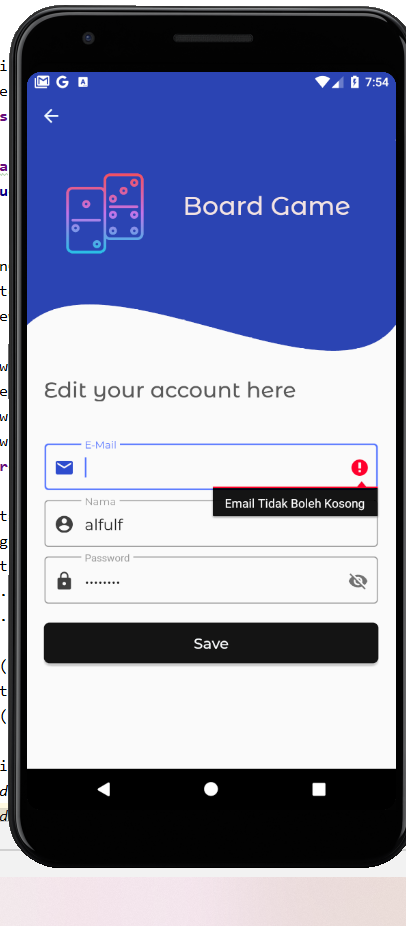 7:54
Board Game
Edit your account here
E-Mail
Email Tidak Boleh Kosong
Nama
alfulf
Password
........
Save